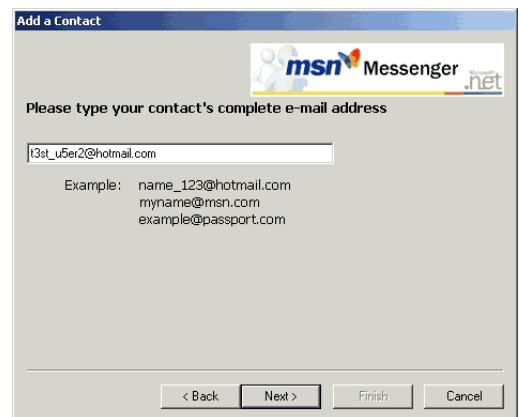 Add a Contact
msn Messenger
Microsoft
.net
Please type your contact's complete e-mail address
t3st_u5er2@hotmail.com
Example: name_123@hotmail.com
myname@msn.com
example@passport.com
< Back Next > Finish Cancel